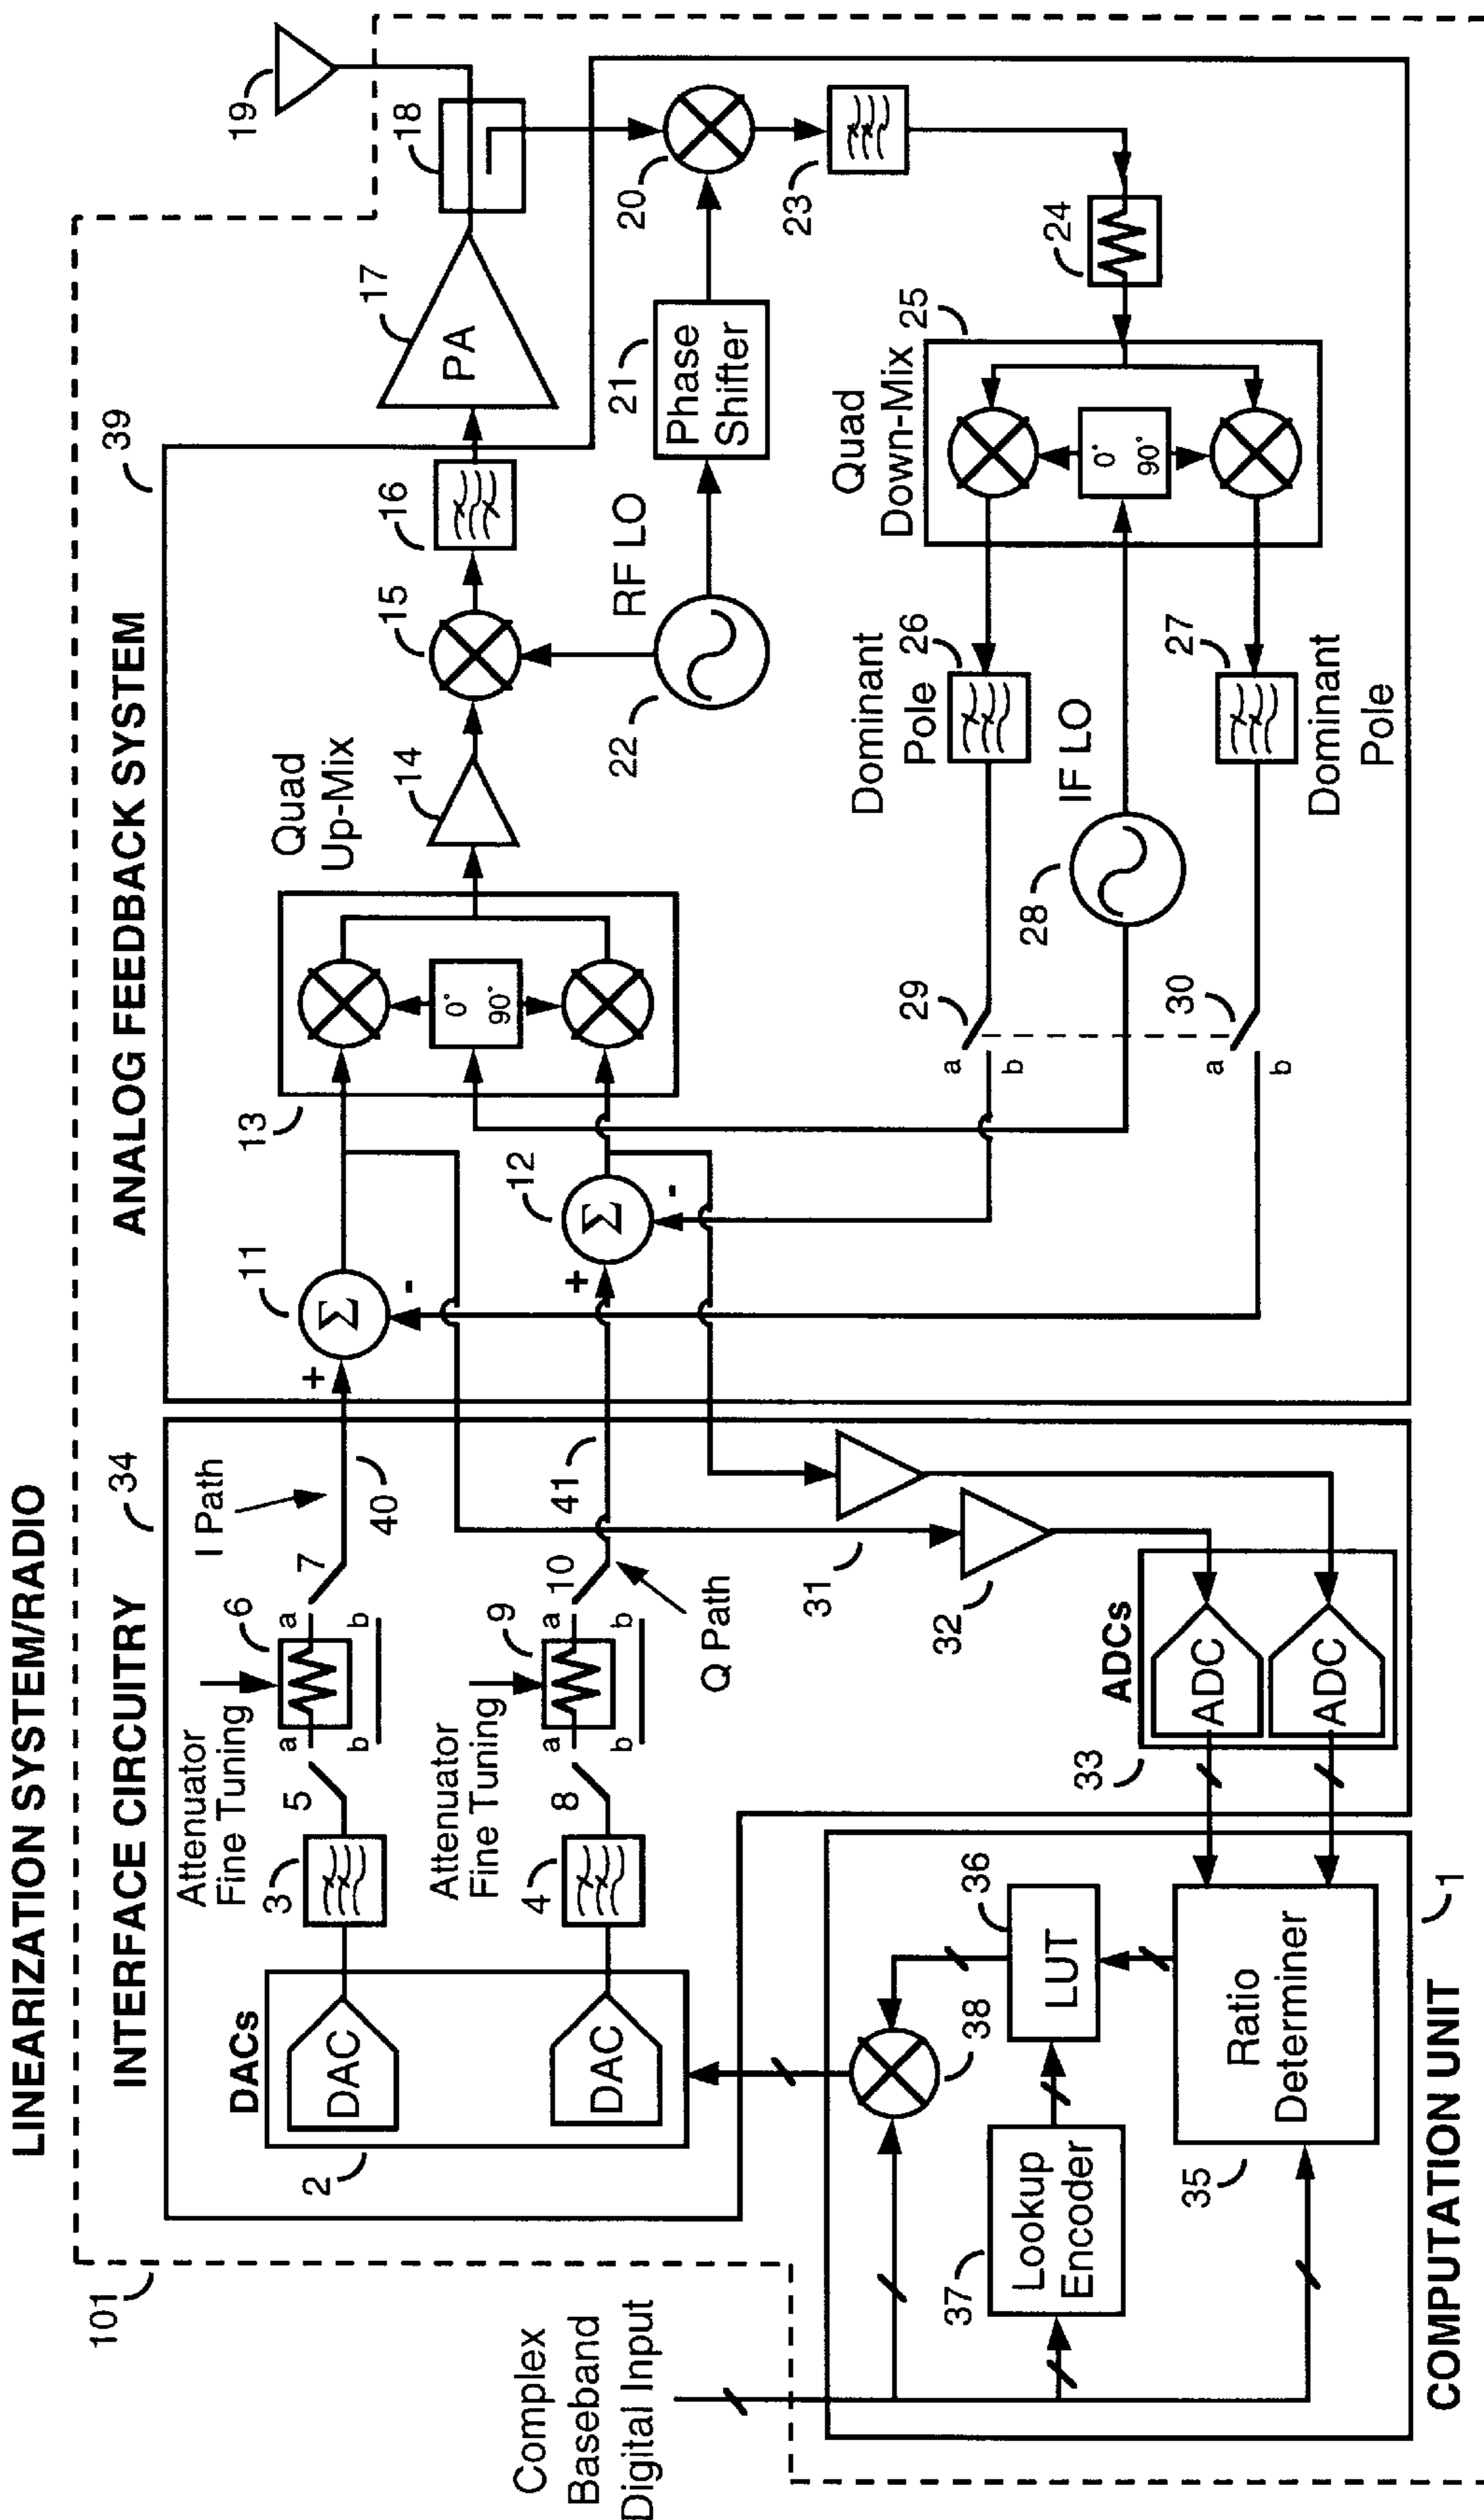 LINEARIZATION SYSTEM/RADIO
101
INTERFACE CIRCUITRY
34
ANALOG FEEDBACK SYSTEM
39
DACs
2
DAC
DAC
3
4
Attenuator
Fine Tuning
5
a
b
6
a
b
7
I Path
40
Attenuator
Fine Tuning
8
a
b
9
a
b
10
Q Path
41
11
Σ
+
-
12
Σ
+
-
13
0°
90°
Quad
Up-Mix
14
15
16
17
PA
18
19
20
21
Phase
Shifter
RF LO
22
23
24
25
Quad
Down-Mix
0°
90°
Dominant
Pole
26
27
Dominant
Pole
IF LO
28
29
a
b
30
a
b
31
32
ADCs
33
ADC
ADC
Complex
Baseband
Digital Input
38
36
LUT
37
Lookup
Encoder
35
Ratio
Determiner
1
COMPUTATION UNIT